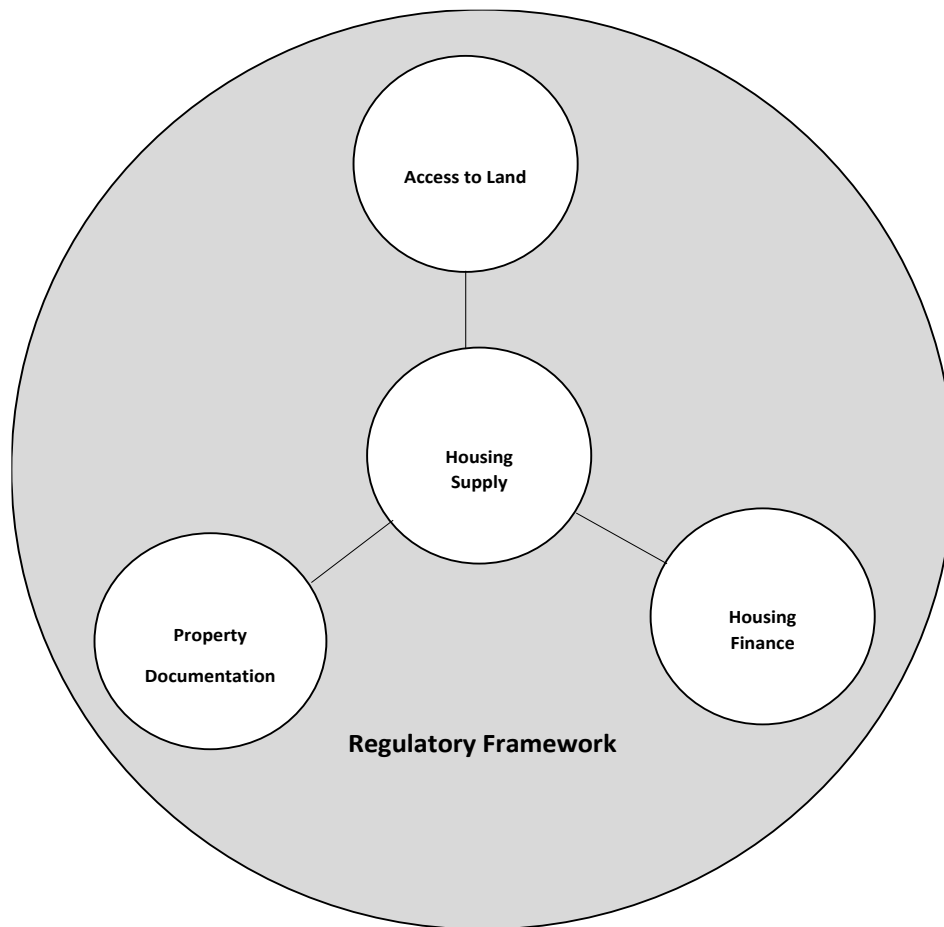 Access to Land
Housing
Supply
Property
Documentation
Housing
Finance
Regulatory Framework